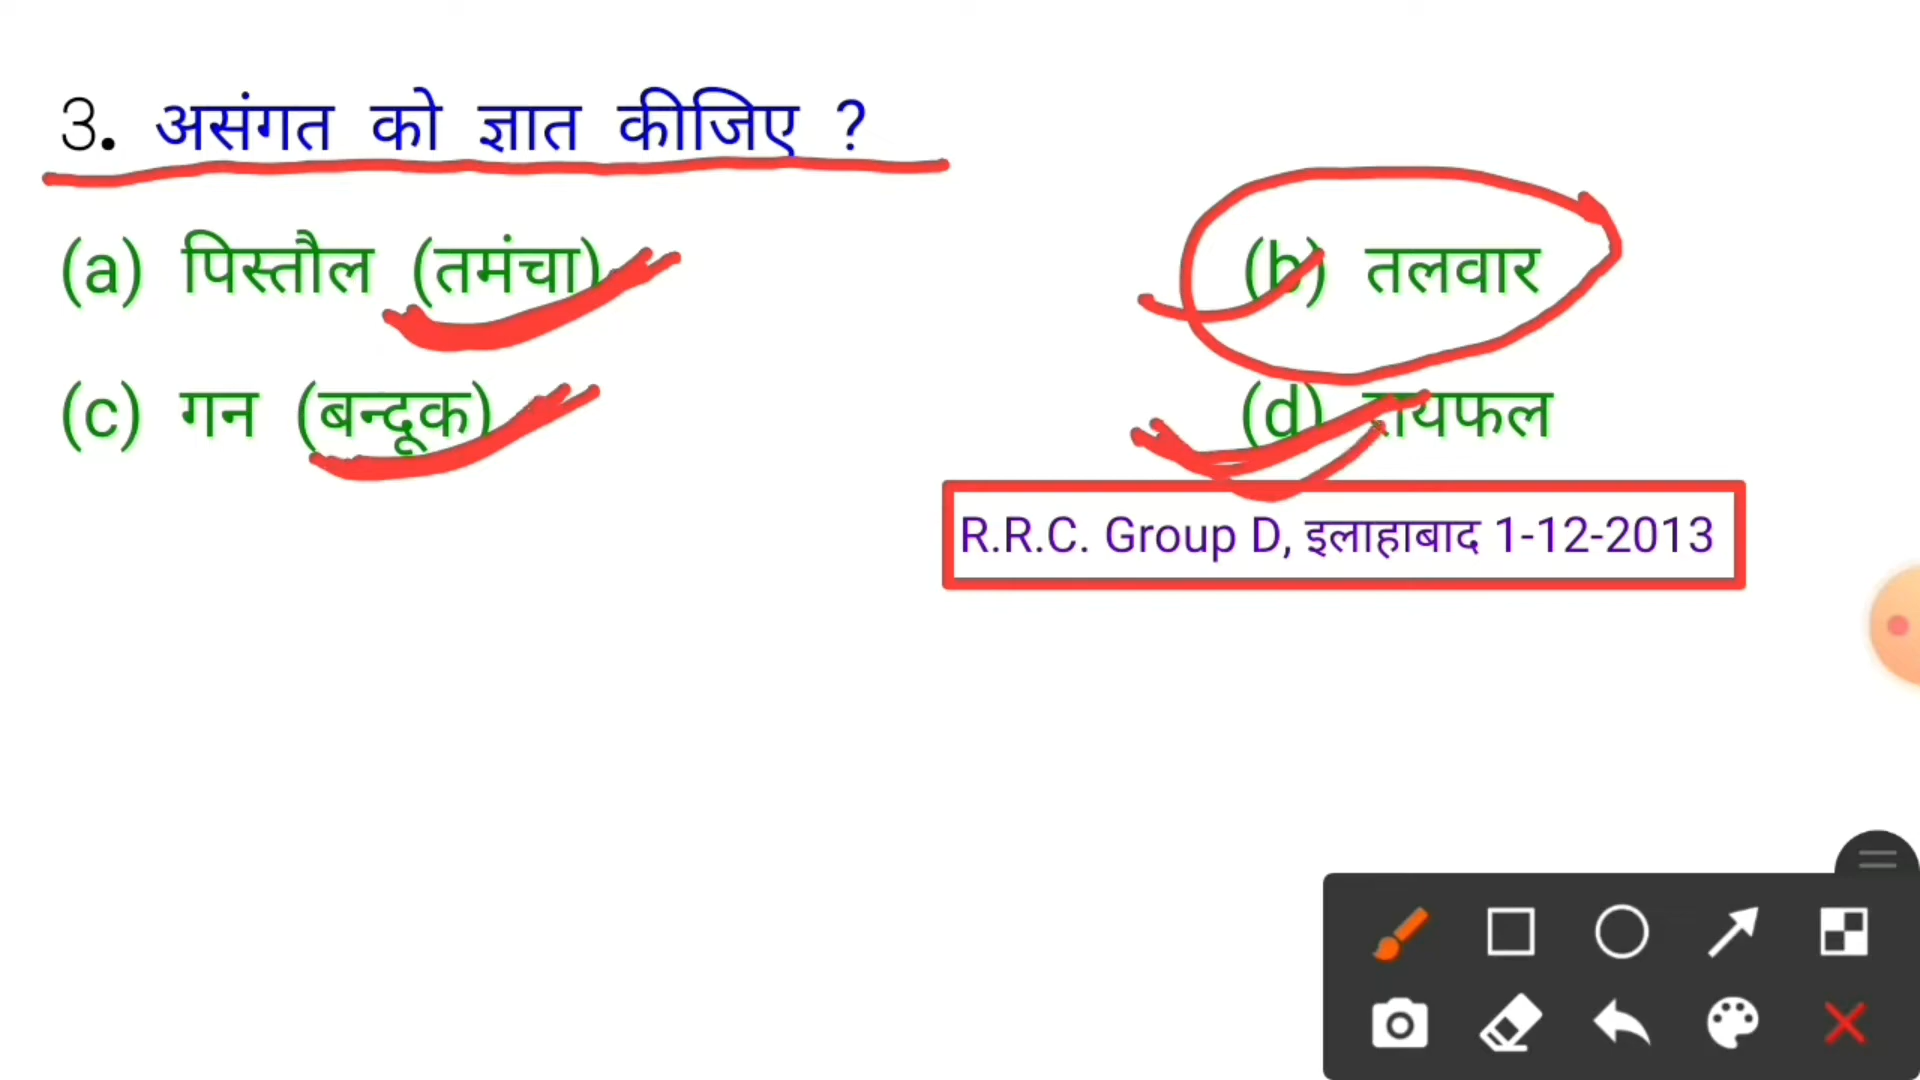 3. असंगत को ज्ञात कीजिए ?
(a) पिस्तौल (तमंचा)
(b) तलवार
(c) गन (बन्दूक)
(d) रायफल
R.R.C. Group D, इलाहाबाद 1-12-2013